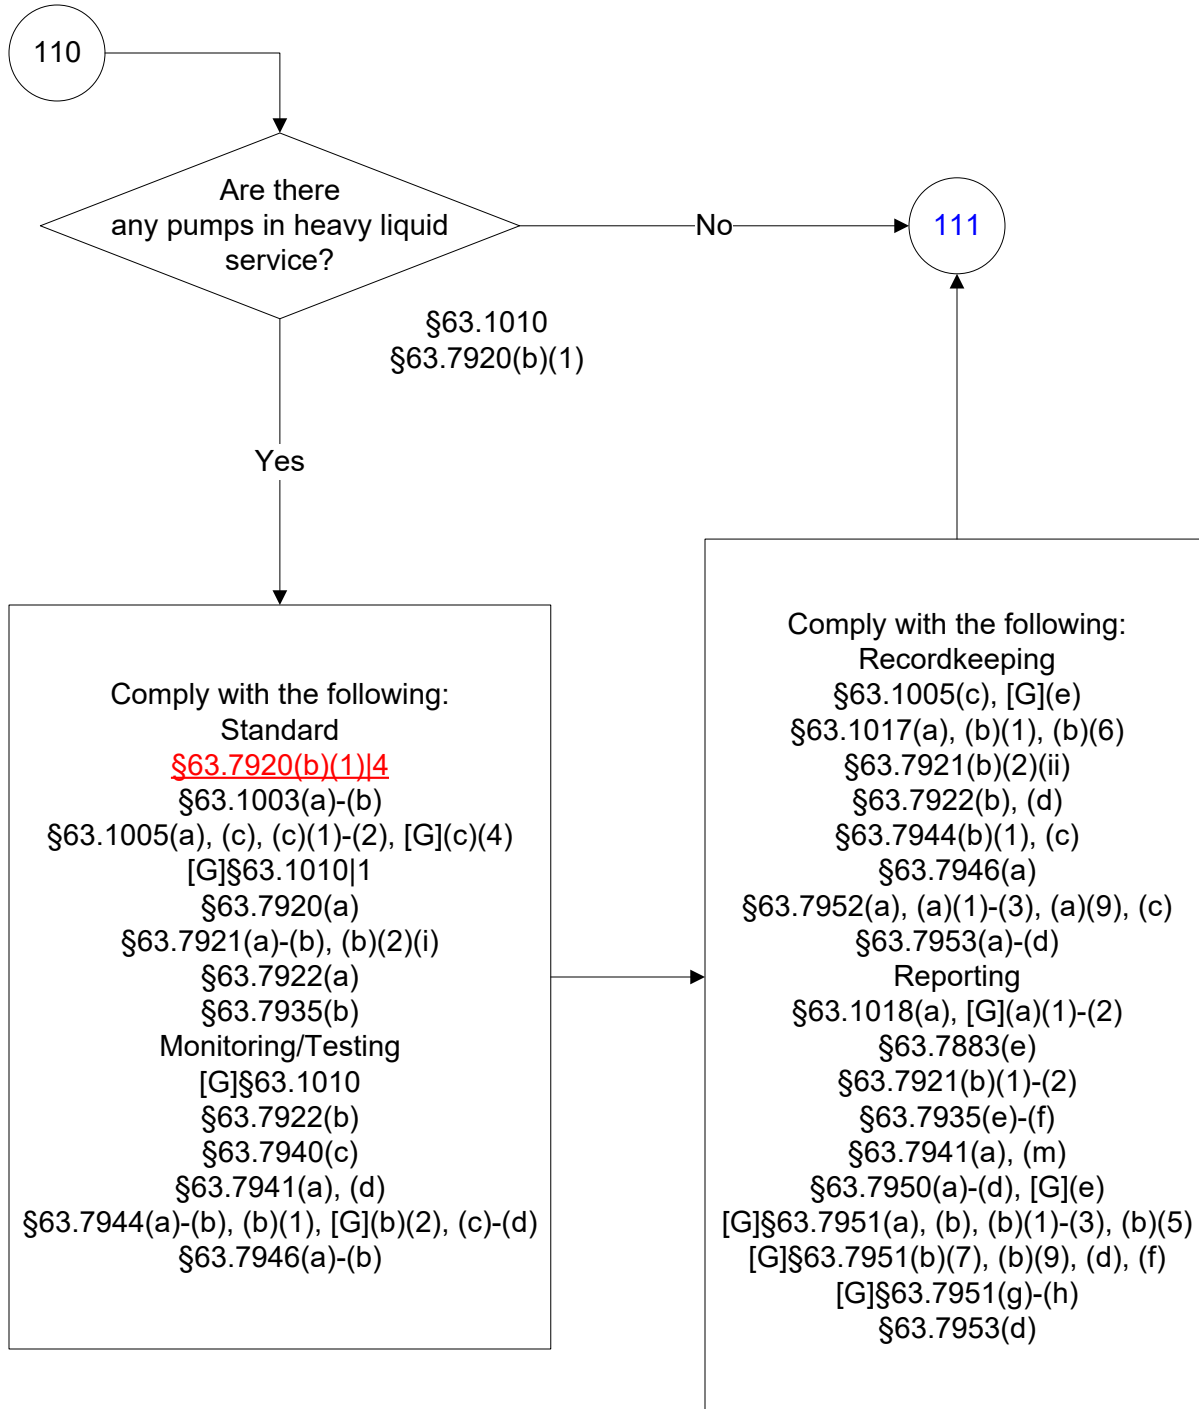 110
Are there
any pumps in heavy liquid
service?
No
111
§63.1010
§63.7920(b)(1)
Yes
Comply with the following:
Standard
§63.7920(b)(1)|4
§63.1003(a)-(b)
§63.1005(a), (c), (c)(1)-(2), [G](c)(4)
[G]§63.1010|1
§63.7920(a)
§63.7921(a)-(b), (b)(2)(i)
§63.7922(a)
§63.7935(b)
Monitoring/Testing
[G]§63.1010
§63.7922(b)
§63.7940(c)
§63.7941(a), (d)
§63.7944(a)-(b), (b)(1), [G](b)(2), (c)-(d)
§63.7946(a)-(b)
Comply with the following:
Recordkeeping
§63.1005(c), [G](e)
§63.1017(a), (b)(1), (b)(6)
§63.7921(b)(2)(ii)
§63.7922(b), (d)
§63.7944(b)(1), (c)
§63.7946(a)
§63.7952(a), (a)(1)-(3), (a)(9), (c)
§63.7953(a)-(d)
Reporting
§63.1018(a), [G](a)(1)-(2)
§63.7883(e)
§63.7921(b)(1)-(2)
§63.7935(e)-(f)
§63.7941(a), (m)
§63.7950(a)-(d), [G](e)
[G]§63.7951(a), (b), (b)(1)-(3), (b)(5)
[G]§63.7951(b)(7), (b)(9), (d), (f)
[G]§63.7951(g)-(h)
§63.7953(d)